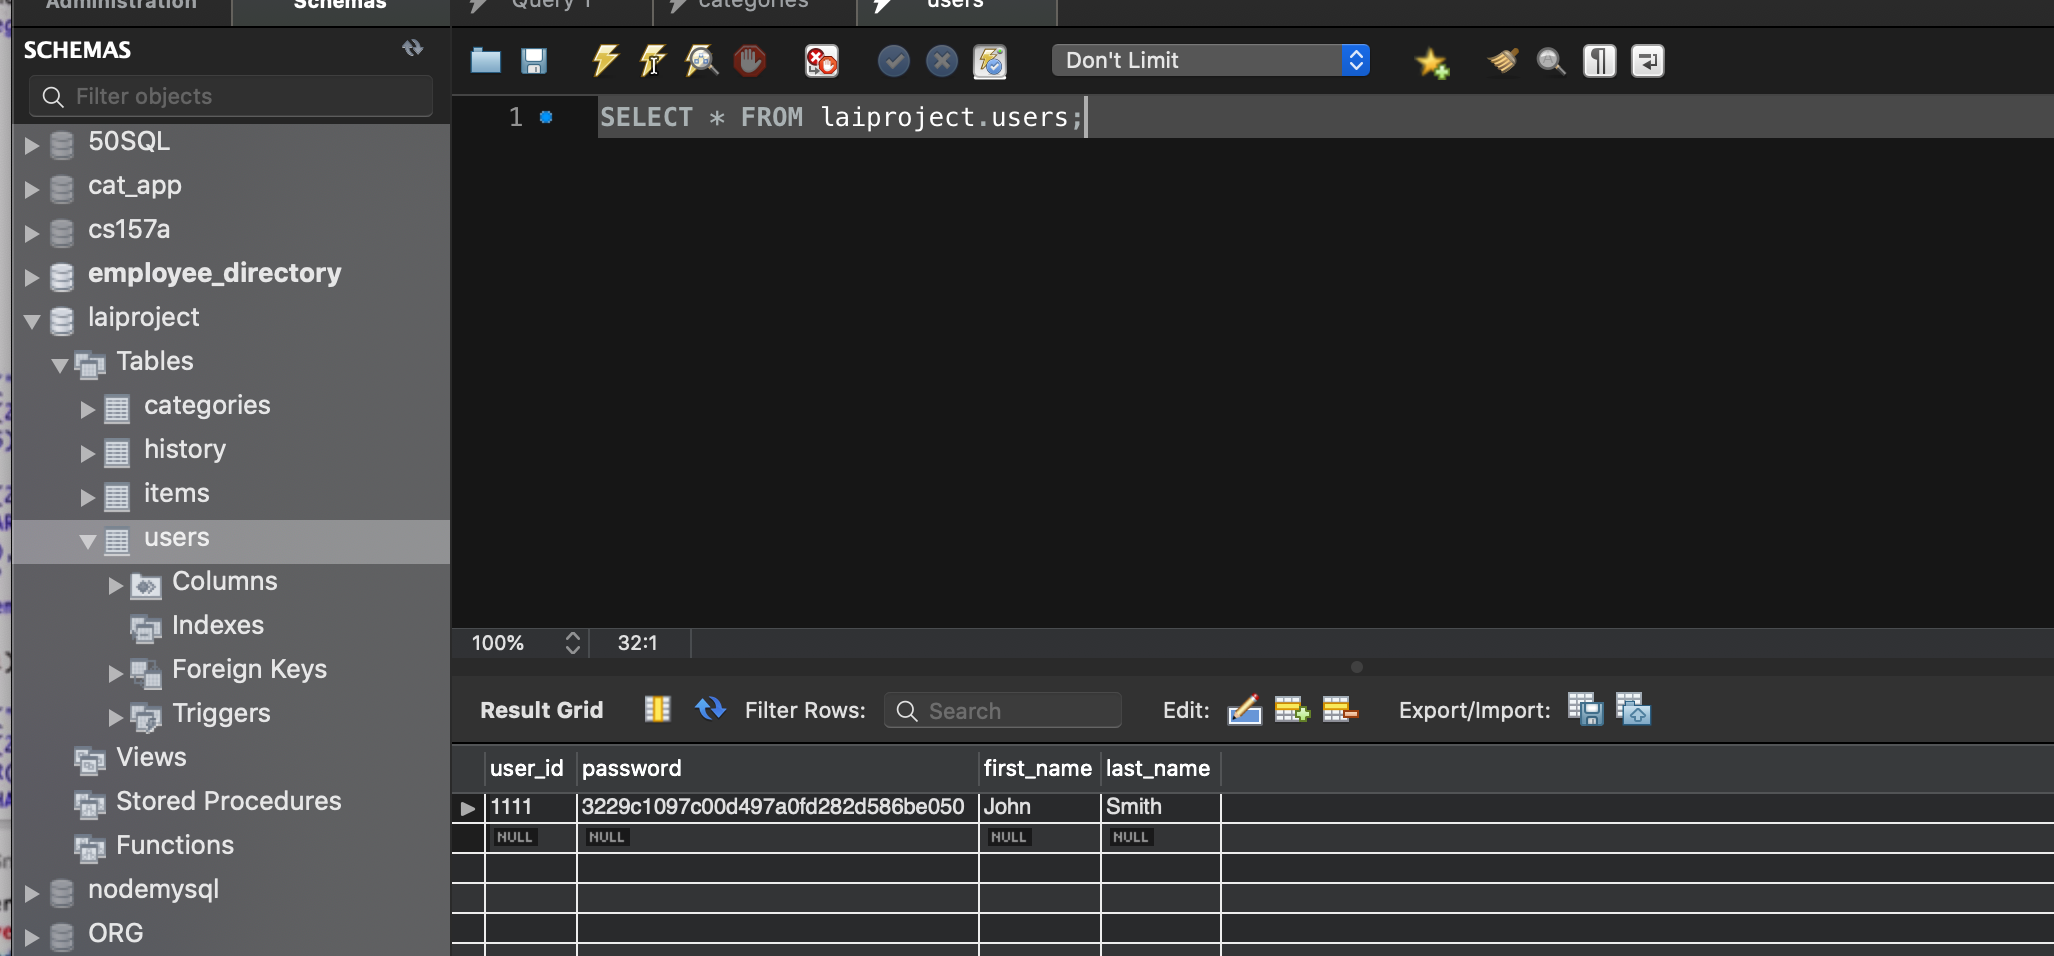 Administration
Schemas
Query 1
categories
users
SCHEMAS
Filter objects
Don't Limit
1
SELECT * FROM laiproject.users;
50SQL
cat_app
cs157a
employee_directory
laiproject
Tables
categories
history
items
users
Columns
Indexes
Foreign Keys
Triggers
Views
Stored Procedures
Functions
nodemysql
ORG
100%
32:1
Result Grid
Filter Rows:
Search
Edit:
Export/Import:
user_id password first_name last_name
1111 3229c1097c00d497a0fd282d586be050 John Smith
NULL NULL NULL NULL